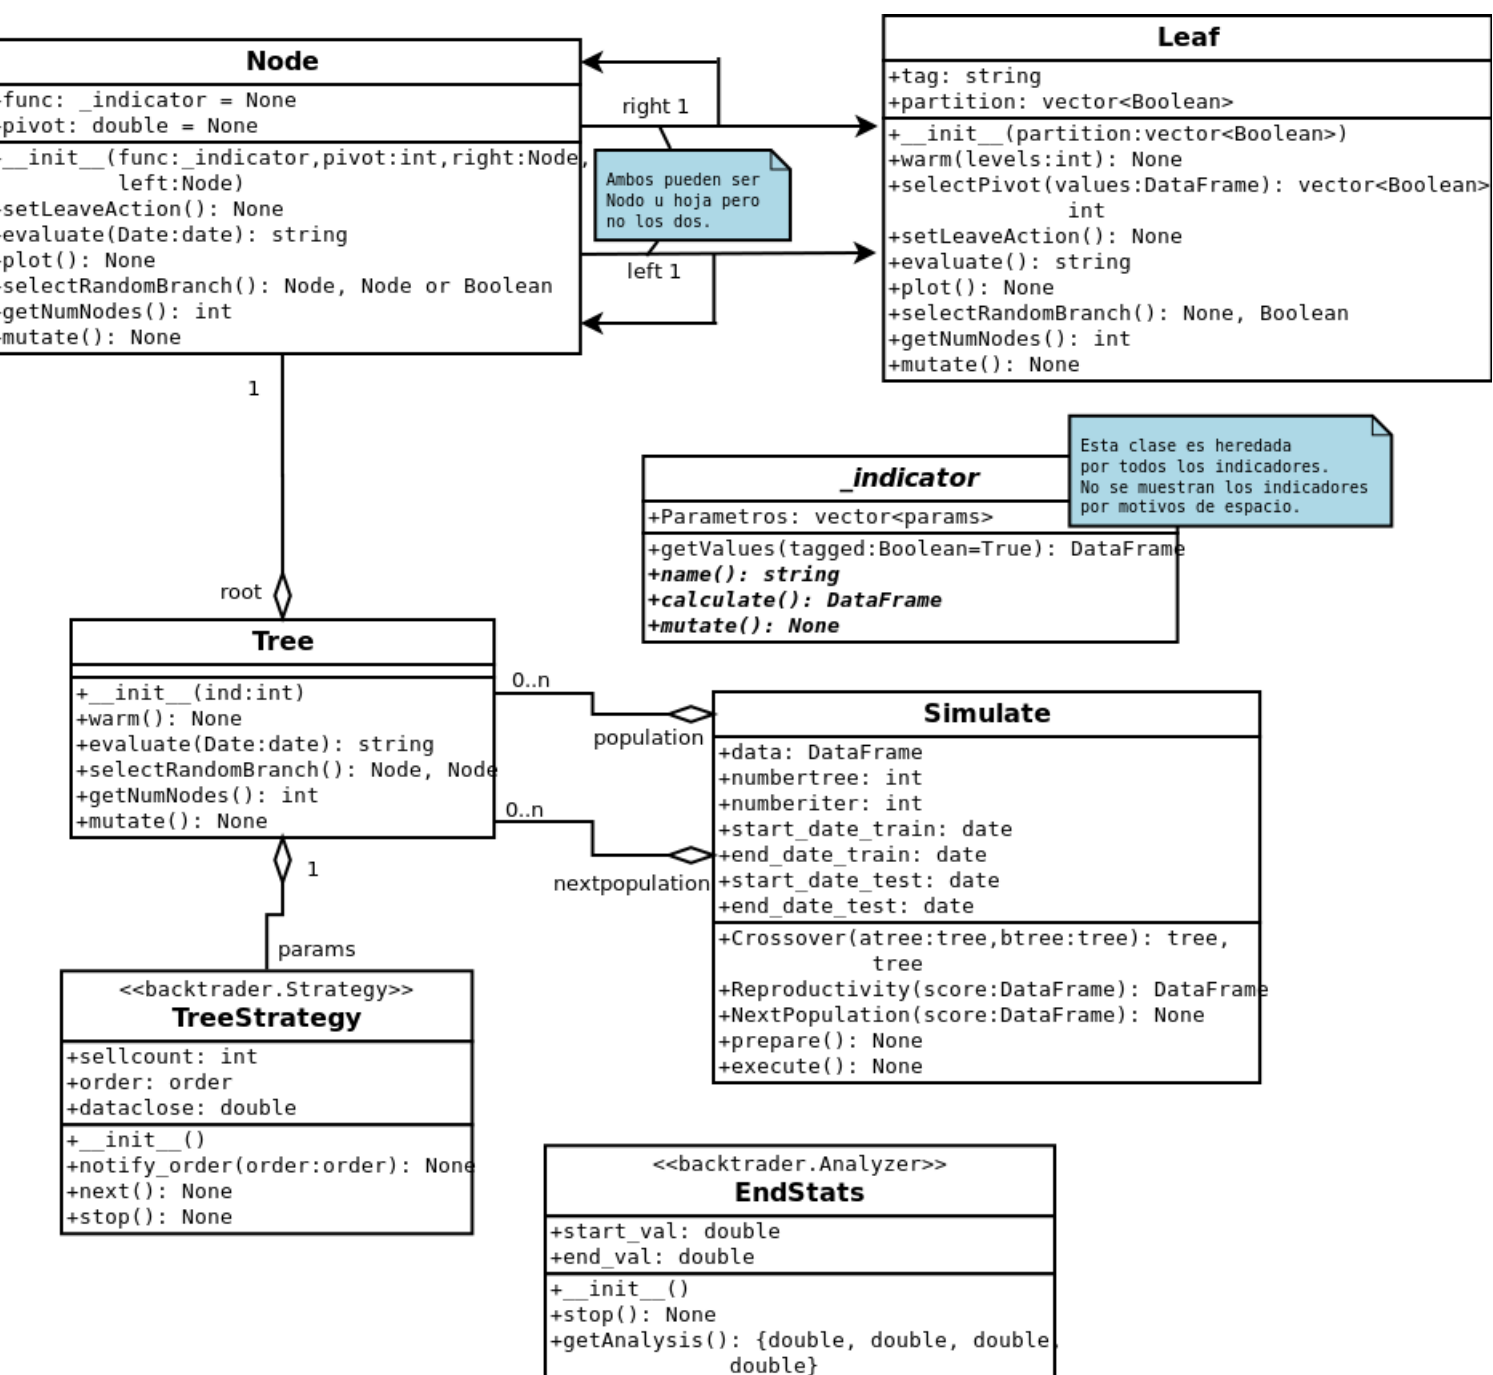 Node
+func: _indicator = None
+pivot: double = None
+__init__(func:_indicator,pivot:int,right:Node,
left:Node)
+setLeaveAction(): None
+evaluate(Date:date): string
+plot(): None
+selectRandomBranch(): Node, Node or Boolean
+getNumNodes(): int
+mutate(): None
right 1
Ambos pueden ser
Nodo u hoja pero
no los dos.
left 1
Leaf
+tag: string
+partition: vector<Boolean>
+__init__(partition:vector<Boolean>)
+warm(levels:int): None
+selectPivot(values:DataFrame): vector<Boolean>
int
+setLeaveAction(): None
+evaluate(): string
+plot(): None
+selectRandomBranch(): None, Boolean
+getNumNodes(): int
+mutate(): None
1
root
Esta clase es heredada
por todos los indicadores.
No se muestran los indicadores
por motivos de espacio.
_indicator
+Parametros: vector<params>
+getValues(tagged:Boolean=True): DataFrame
+name(): string
+calculate(): DataFrame
+mutate(): None
Tree
+__init__(ind:int)
+warm(): None
+evaluate(Date:date): string
+selectRandomBranch(): Node, Node
+getNumNodes(): int
+mutate(): None
0..n
population
0..n
nextpopulation
Simulate
+data: DataFrame
+numbertree: int
+numberiter: int
+start_date_train: date
+end_date_train: date
+start_date_test: date
+end_date_test: date
+Crossover(atree:tree,btree:tree): tree,
tree
+Reproductivity(score:DataFrame): DataFrame
+NextPopulation(score:DataFrame): None
+prepare(): None
+execute(): None
1
params
<<backtrader.Strategy>>
TreeStrategy
+sellcount: int
+order: order
+dataclose: double
+__init__()
+notify_order(order:order): None
+next(): None
+stop(): None
<<backtrader.Analyzer>>
EndStats
+start_val: double
+end_val: double
+__init__()
+stop(): None
+getAnalysis(): {double, double, double,
double}